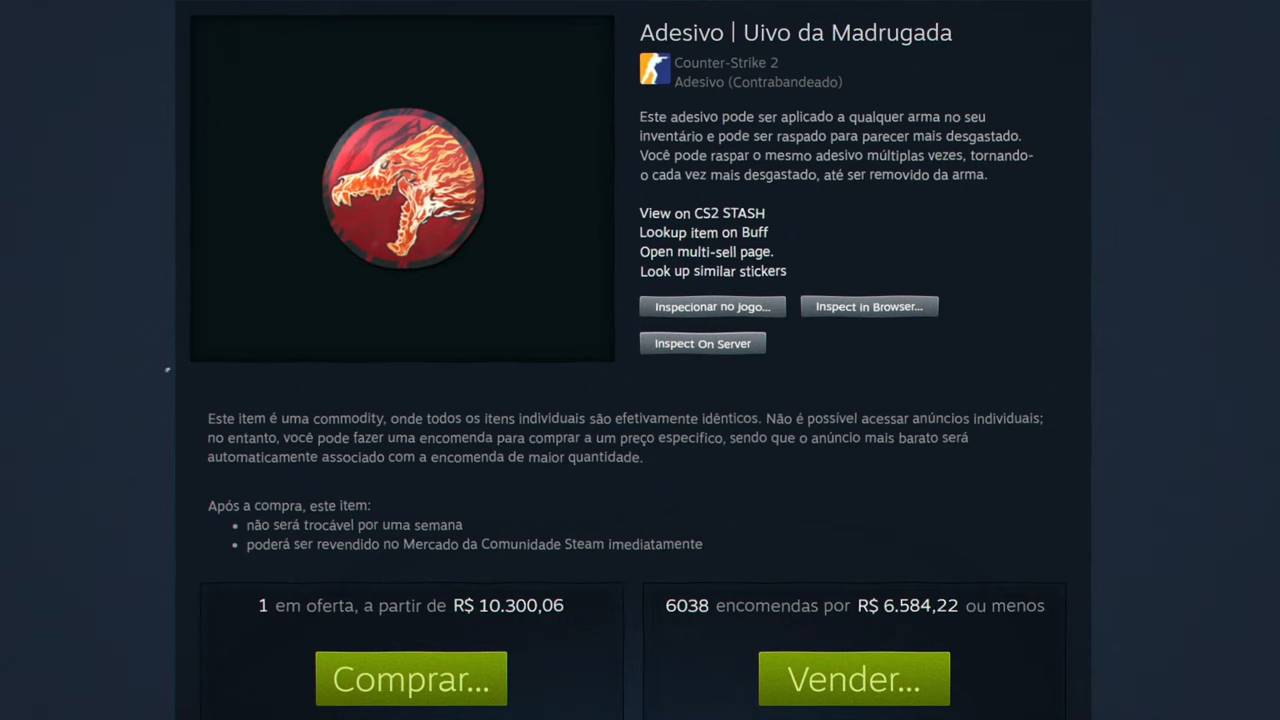 Adesivo | Uivo da Madrugada
Counter-Strike 2
Adesivo (Contrabandeado)
Este adesivo pode ser aplicado a qualquer arma no seu
inventário e pode ser raspado para parecer mais desgastado.
Você pode raspar o mesmo adesivo múltiplas vezes, tornando-
o cada vez mais desgastado, até ser removido da arma.
View on CS2 STASH
Lookup item on Buff
Open multi-sell page.
Look up similar stickers
Inspecionar no jogo... Inspect in Browser...
Inspect On Server
Este item é uma commodity, onde todos os itens individuais são efetivamente idênticos. Não é possível acessar anúncios individuais;
no entanto, você pode fazer uma encomenda para comprar a um preço específico, sendo que o anúncio mais barato será
automaticamente associado com a encomenda de maior quantidade.
Após a compra, este item:
• não será trocável por uma semana
• poderá ser revendido no Mercado da Comunidade Steam imediatamente
1 em oferta, a partir de R$ 10.300,06
6038 encomendas por R$ 6.584,22 ou menos
Comprar...
Vender...